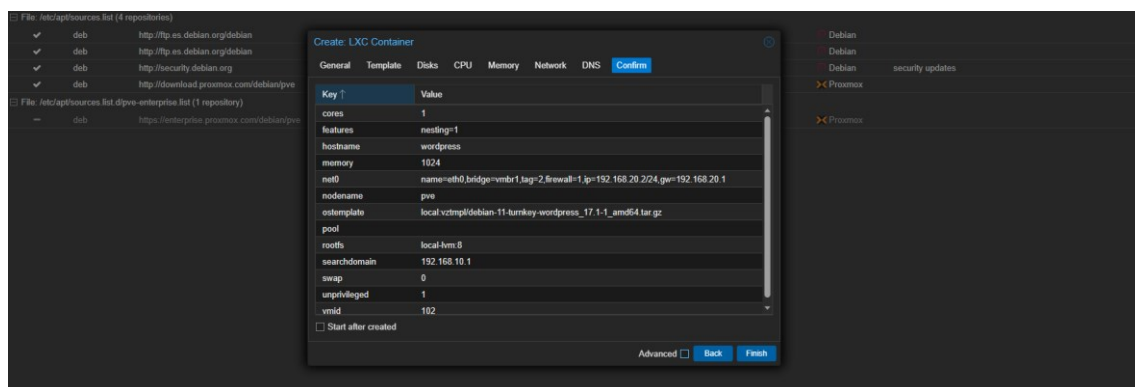 File: /etc/apt/sources.list (4 repositories)
deb http://ftp.es.debian.org/debian Debian
deb http://ftp.es.debian.org/debian Debian
deb http://security.debian.org Debian security updates
deb http://download.proxmox.com/debian/pve Proxmox
File: /etc/apt/sources.list.d/pve-enterprise.list (1 repository)
deb https://enterprise.proxmox.com/debian/pve Proxmox
Create: LXC Container
General Template Disks CPU Memory Network DNS Confirm
Key ↑ Value
cores 1
features nesting=1
hostname wordpress
memory 1024
net0 name=eth0,bridge=vmbr1,tag=2,firewall=1,ip=192.168.20.2/24,gw=192.168.20.1
nodename pve
ostemplate local:vztmpl/debian-11-turnkey-wordpress_17.1-1_amd64.tar.gz
pool
rootfs local-lvm:8
searchdomain 192.168.10.1
swap 0
unprivileged 1
vmid 102
Start after created
Advanced Back Finish